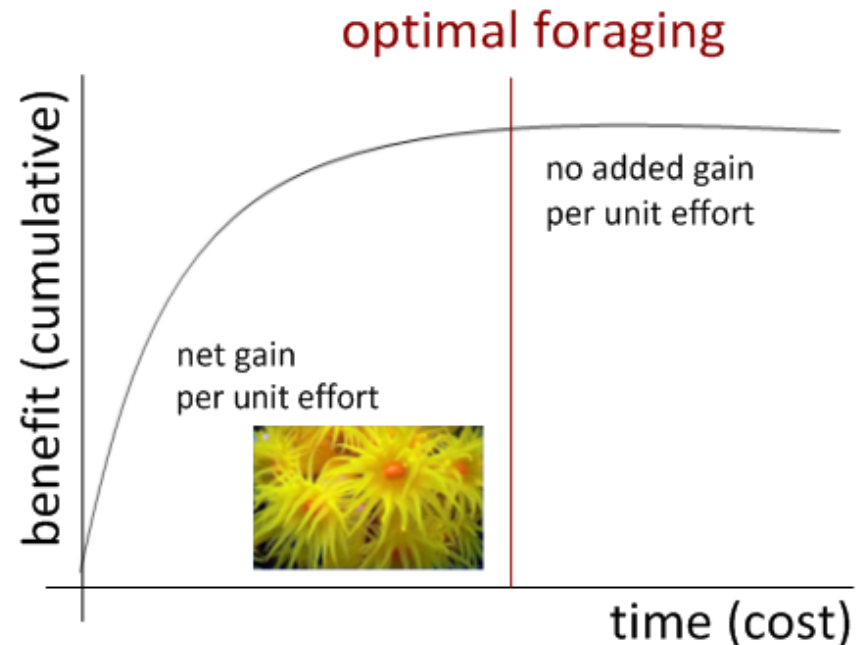 optimal foraging
benefit (cumulative)
no added gain
per unit effort
net gain
per unit effort
time (cost)